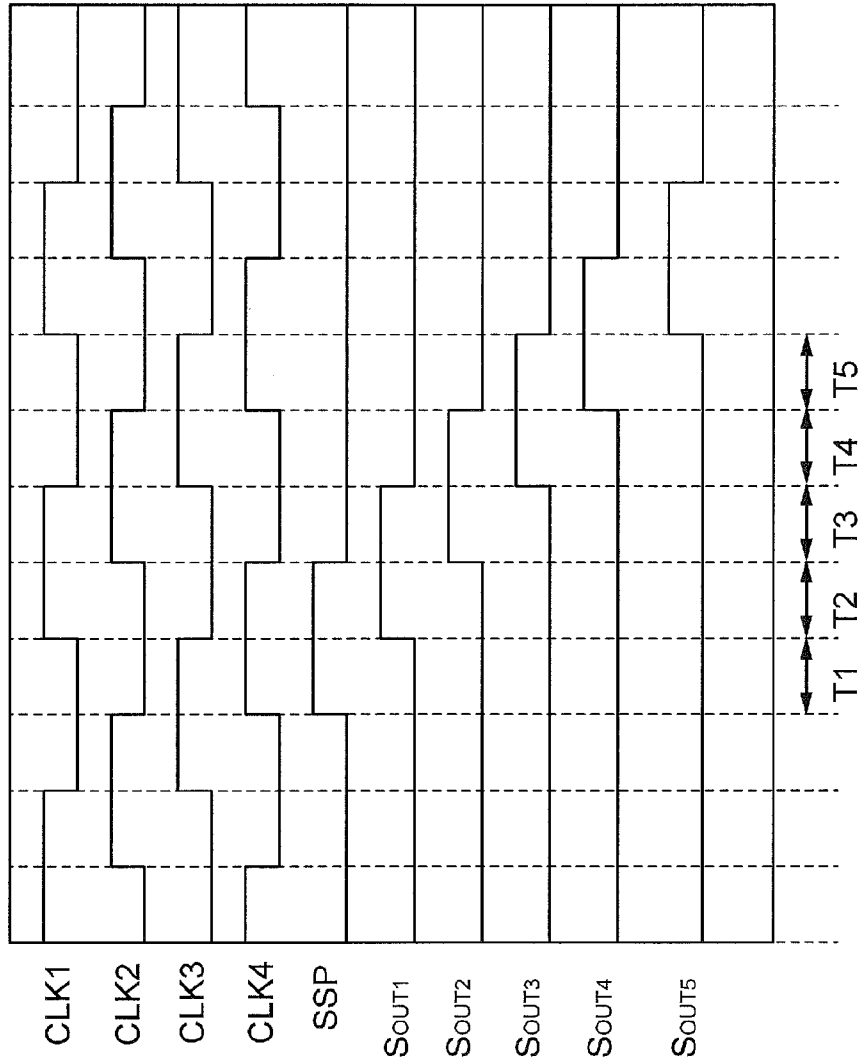 CLK1
CLK2
CLK3
CLK4
SSP
SOUT1
SOUT2
SOUT3
SOUT4
SOUT5
T1 T2 T3 T4 T5